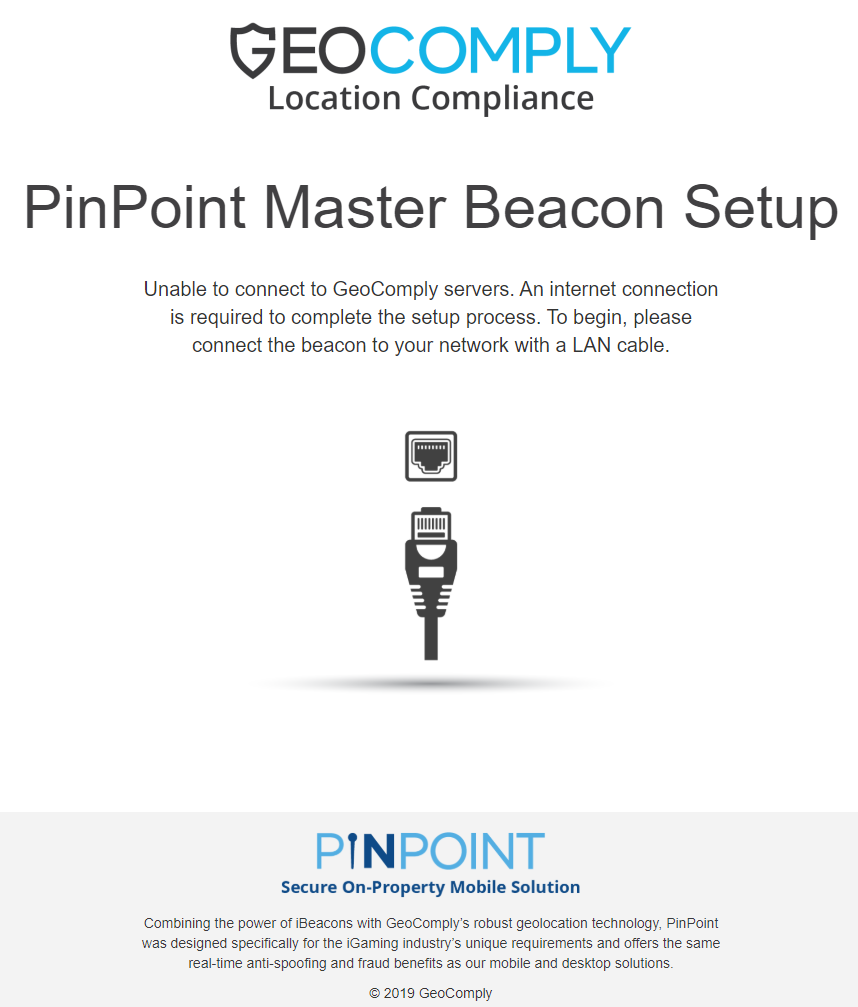 GEOCOMPLY
Location Compliance
PinPoint Master Beacon Setup
Unable to connect to GeoComply servers. An internet connection
is required to complete the setup process. To begin, please
connect the beacon to your network with a LAN cable.
PINPOINT
Secure On-Property Mobile Solution
Combining the power of iBeacons with GeoComply’s robust geolocation technology, PinPoint
was designed specifically for the iGaming industry’s unique requirements and offers the same
real-time anti-spoofing and fraud benefits as our mobile and desktop solutions.
© 2019 GeoComply